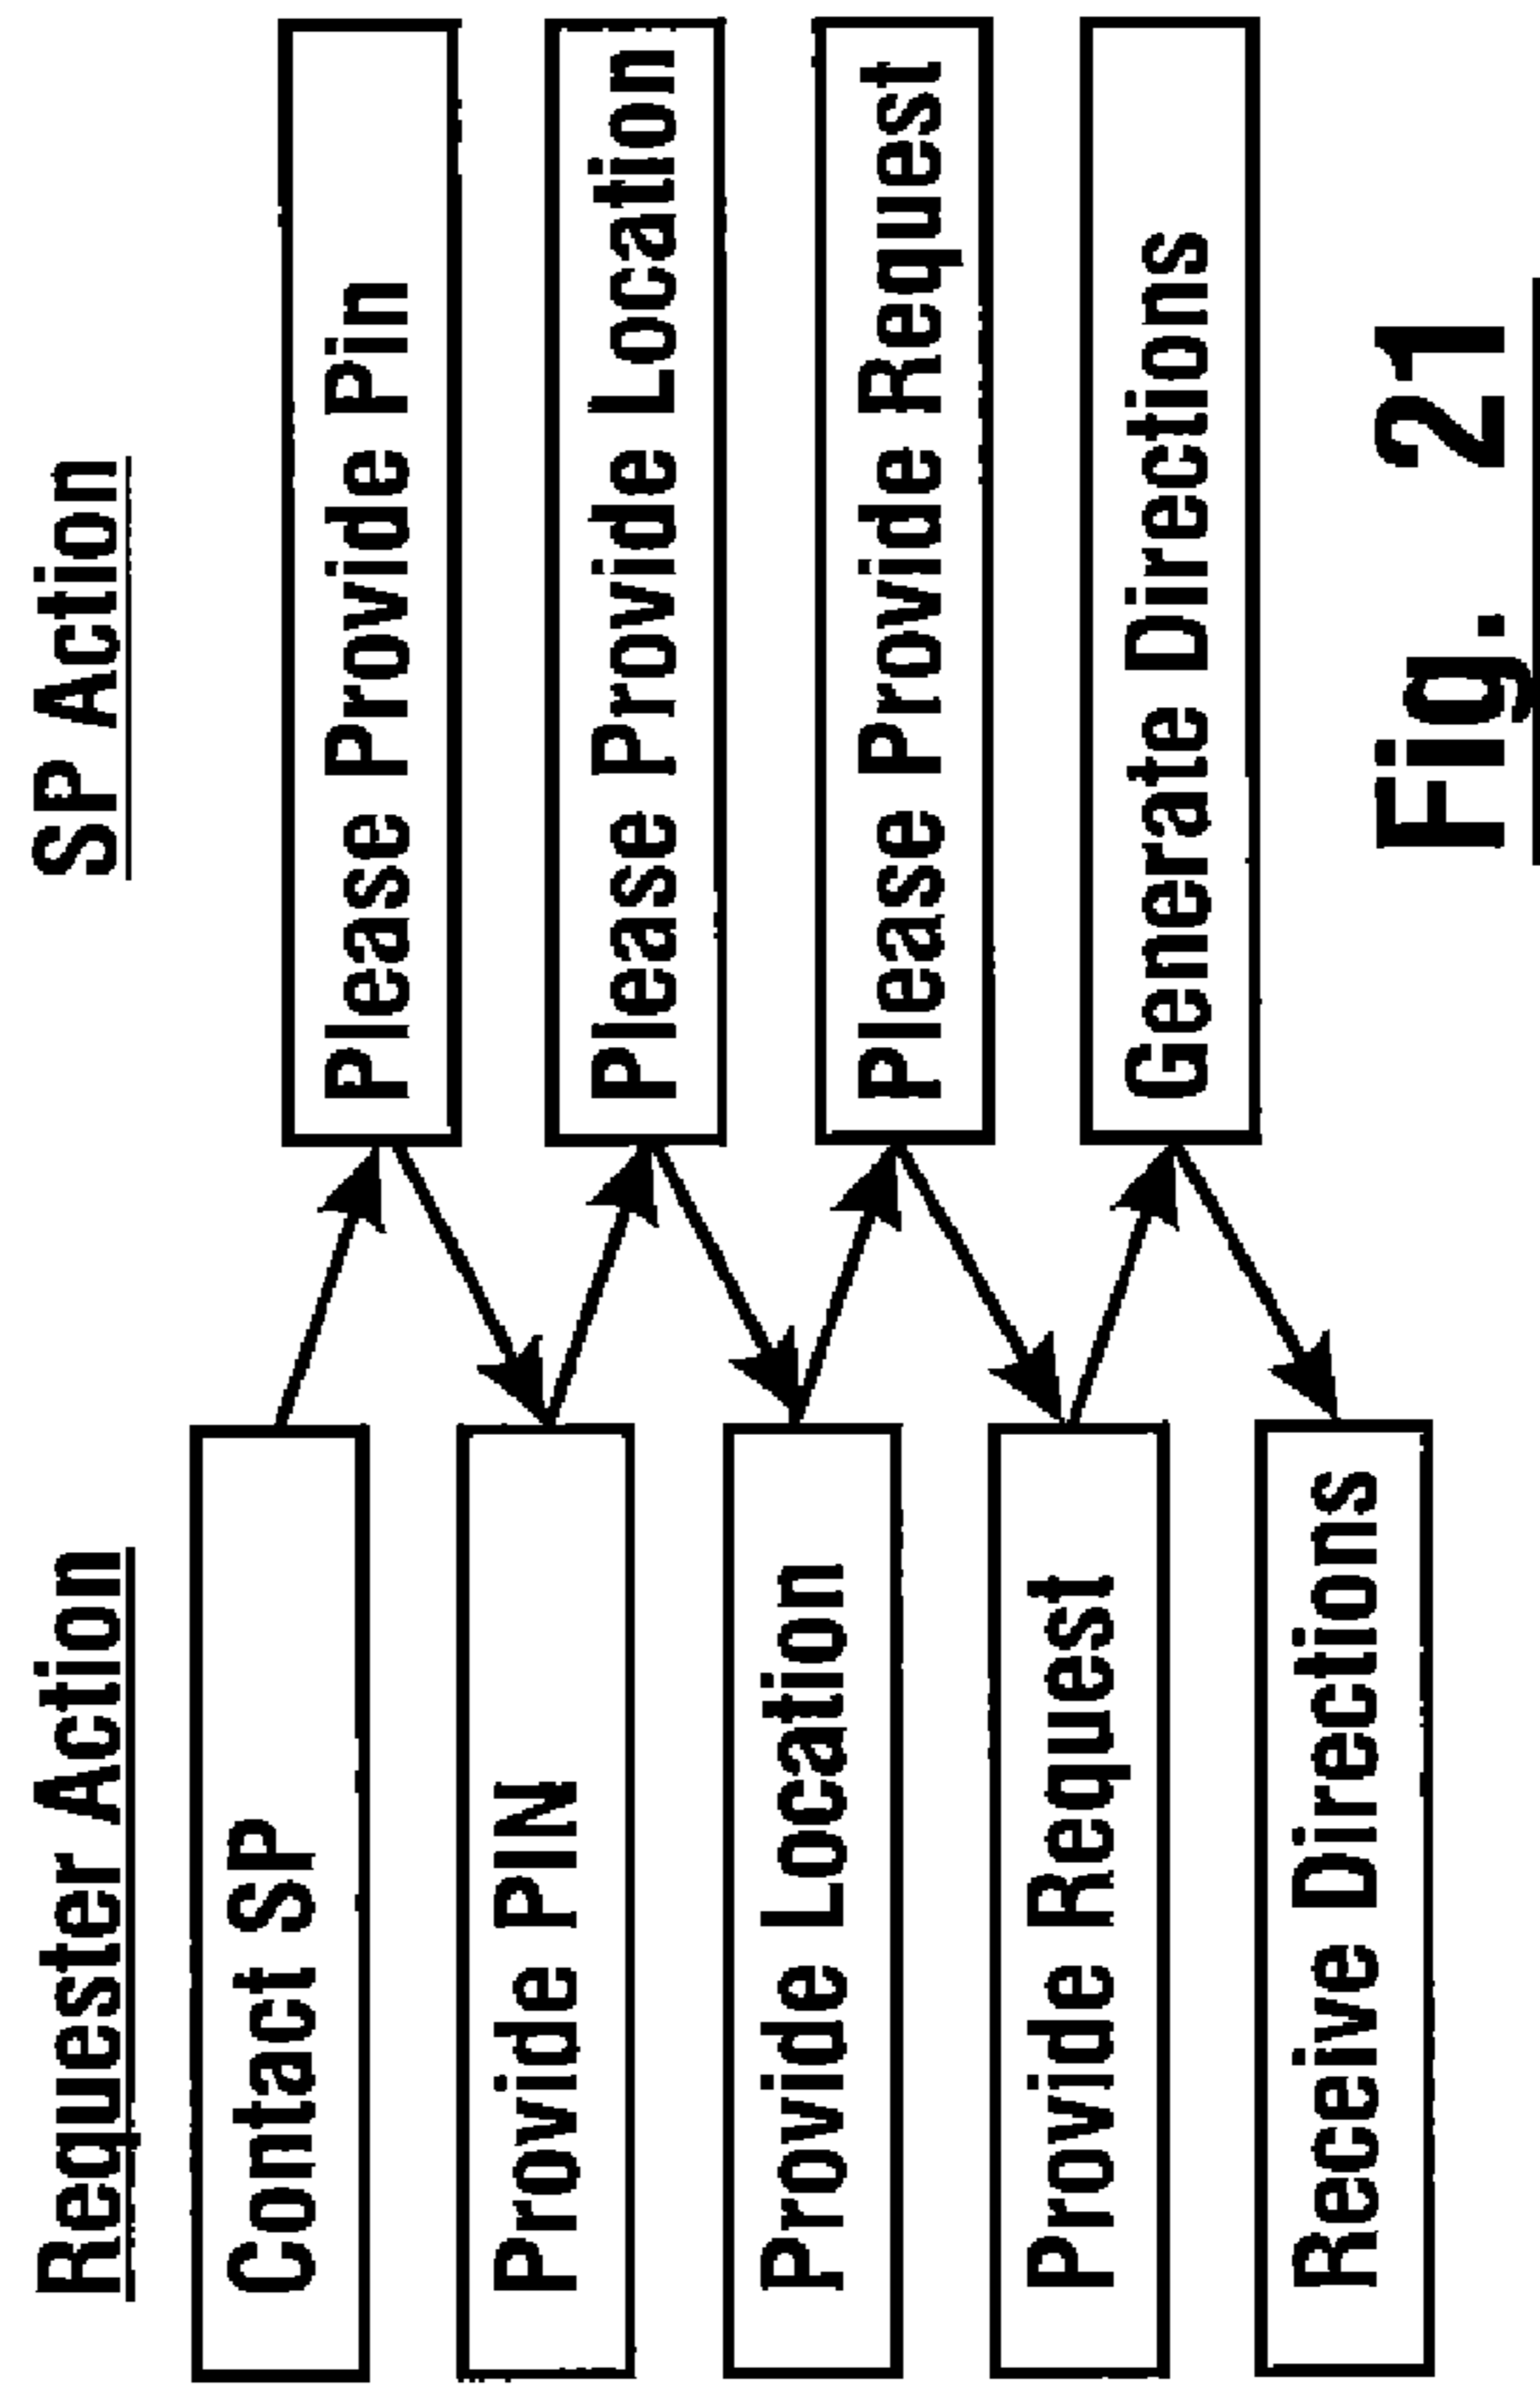 Requester Action
SP Action
Contact SP
Please Provide Pin
Provide PIN
Please Provide Location
Provide Location
Please Provide Request
Provide Request
Generate Directions
Receive Directions
Fig. 21